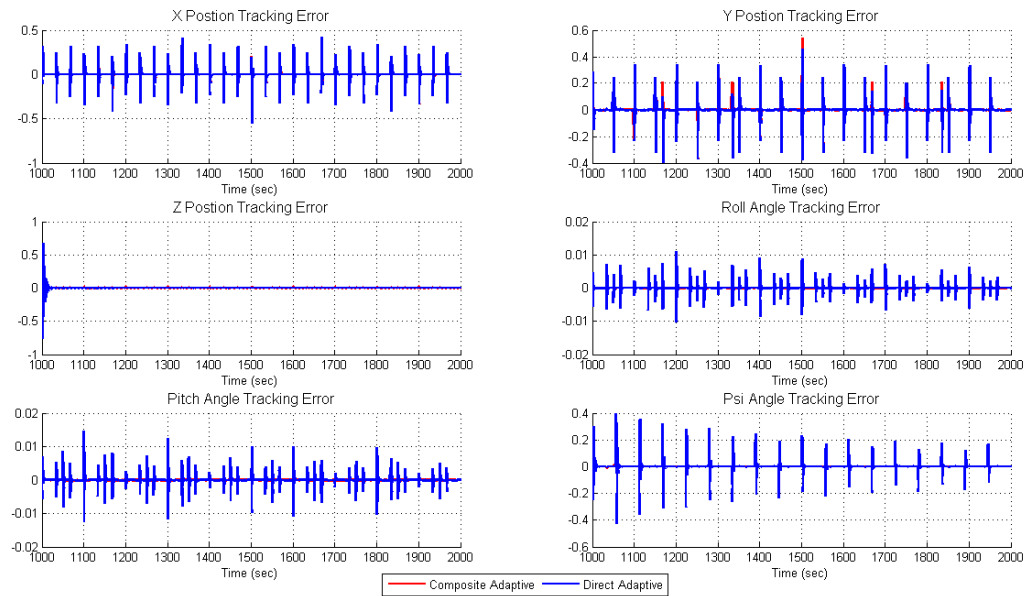 X Postion Tracking Error
0.5
0
-0.5
-1
1000 1100 1200 1300 1400 1500 1600 1700 1800 1900 2000
Time (sec)
Y Postion Tracking Error
0.6
0.4
0.2
0
-0.2
-0.4
1000 1100 1200 1300 1400 1500 1600 1700 1800 1900 2000
Time (sec)
Z Postion Tracking Error
1
0.5
0
-0.5
-1
1000 1100 1200 1300 1400 1500 1600 1700 1800 1900 2000
Time (sec)
Roll Angle Tracking Error
0.02
0.01
0
-0.01
-0.02
1000 1100 1200 1300 1400 1500 1600 1700 1800 1900 2000
Time (sec)
Pitch Angle Tracking Error
0.02
0.01
0
-0.01
-0.02
1000 1100 1200 1300 1400 1500 1600 1700 1800 1900 2000
Time (sec)
Psi Angle Tracking Error
0.4
0.2
0
-0.2
-0.4
-0.6
1000 1100 1200 1300 1400 1500 1600 1700 1800 1900 2000
Time (sec)
Composite Adaptive Direct Adaptive